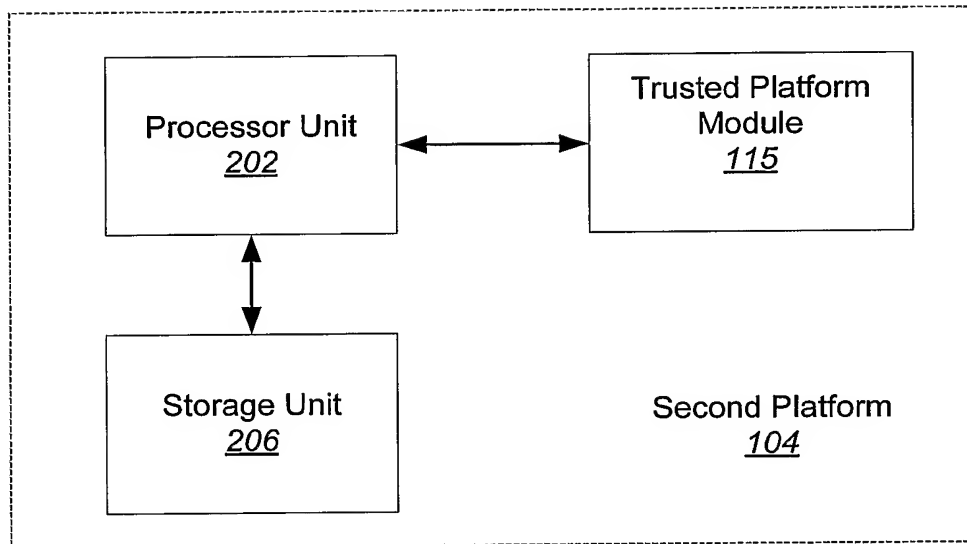 Processor Unit
202
Trusted Platform
Module
115
Storage Unit
206
Second Platform
104